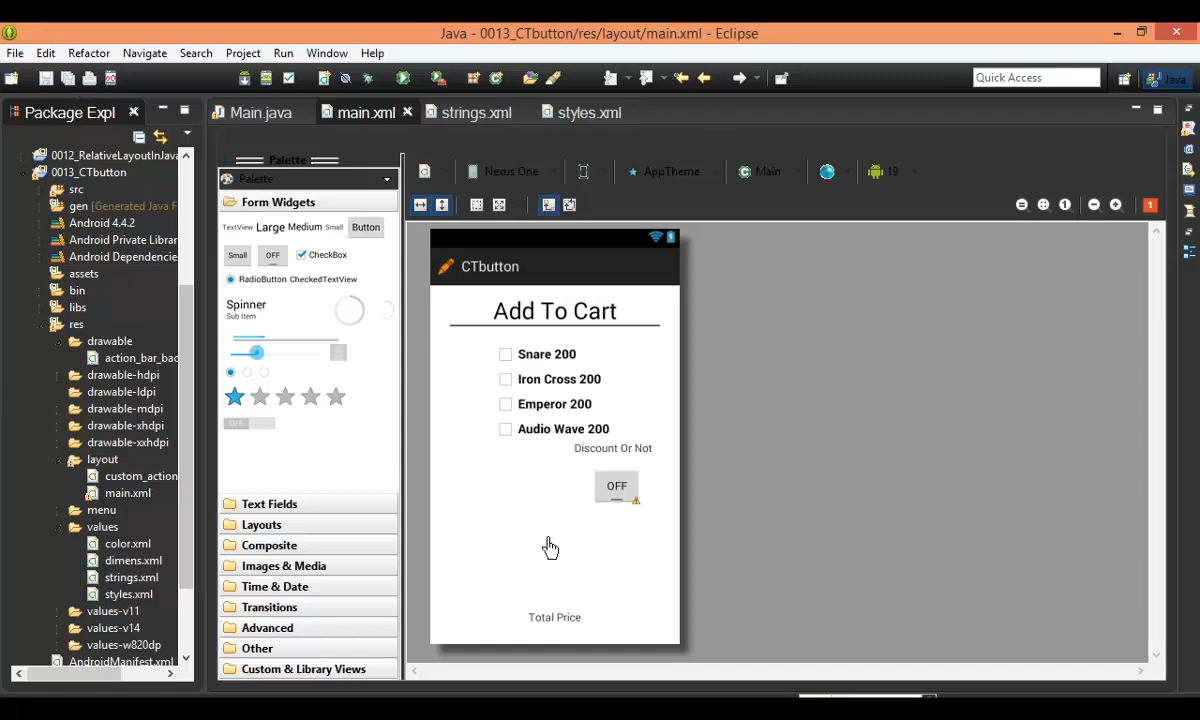 Java - 0013_CTbutton/res/layout/main.xml - Eclipse
File Edit Refactor Navigate Search Project Run Window Help
Quick Access
Java
Package Expl
Main.java
main.xml
strings.xml
styles.xml
0012_RelativeLayoutInJava
0013_CTbutton
src
gen [Generated Java F
Android 4.4.2
Android Private Librar
Android Dependencie
assets
bin
libs
res
drawable
action_bar_bac
drawable-hdpi
drawable-ldpi
drawable-mdpi
drawable-xhdpi
drawable-xxhdpi
layout
custom_action
main.xml
menu
values
color.xml
dimens.xml
strings.xml
styles.xml
values-v11
values-v14
values-w820dp
AndroidManifest.xml
Palette
Palette
Form Widgets
TextView Large Medium Small Button
Small OFF CheckBox
RadioButton CheckedTextView
Spinner
Sub Item
OFF
Text Fields
Layouts
Composite
Images & Media
Time & Date
Transitions
Advanced
Other
Custom & Library Views
Nexus One
AppTheme
Main
19
1
1
CTbutton
Add To Cart
Snare 200
Iron Cross 200
Emperor 200
Audio Wave 200
Discount Or Not
OFF
Total Price